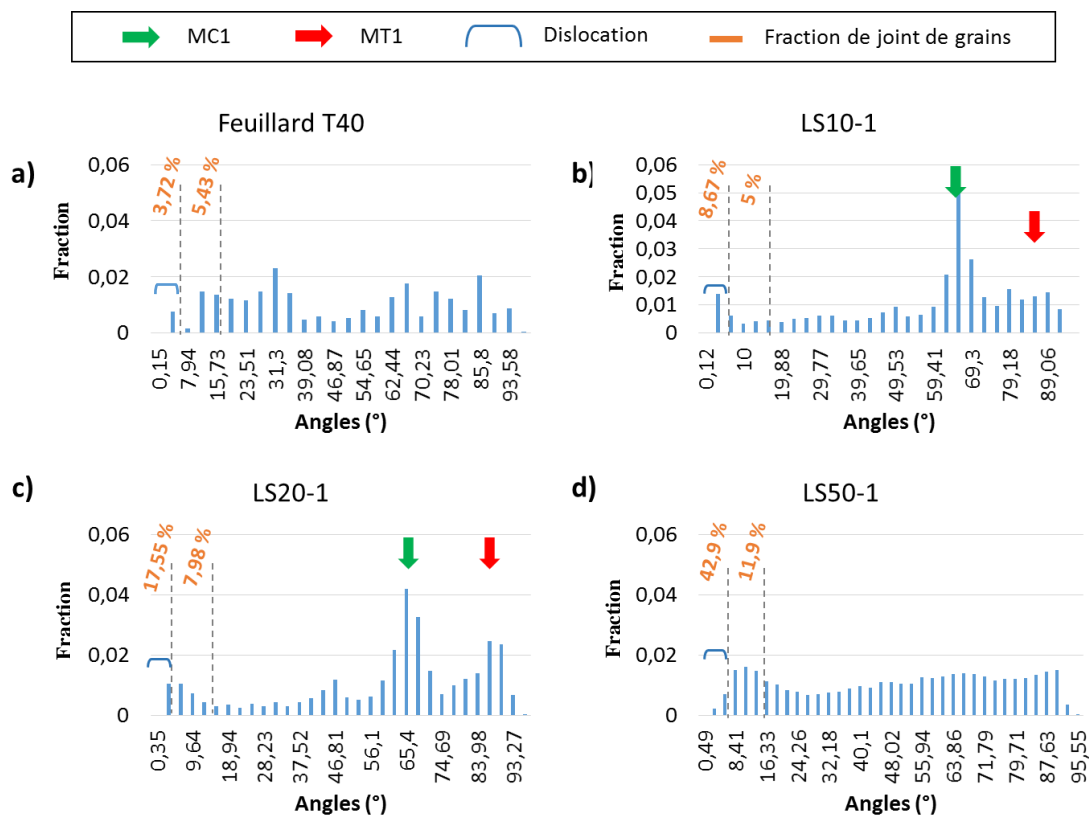 MC1 MT1 Dislocation Fraction de joint de grains
Feuillard T40
a)
3,72 %
5,43 %
0,06
0,04
0,02
0
Fraction
0,15 7,94 15,73 23,51 31,3 39,08 46,87 54,65 62,44 70,23 78,01 85,8 93,58
Angles (°)
LS10-1
b)
8,67 %
5 %
0,06
0,05
0,04
0,03
0,02
0,01
0
Fraction
0,12 10 19,88 29,77 39,65 49,53 59,41 69,3 79,18 89,06
Angles (°)
LS20-1
c)
17,55 %
7,98 %
0,06
0,04
0,02
0
Fraction
0,35 9,64 18,94 28,23 37,52 46,81 56,1 65,4 74,69 83,98 93,27
Angles (°)
LS50-1
d)
42,9 %
11,9 %
0,06
0,04
0,02
0
Fraction
0,49 8,41 16,33 24,26 32,18 40,1 48,02 55,94 63,86 71,79 79,71 87,63 95,55
Angles (°)